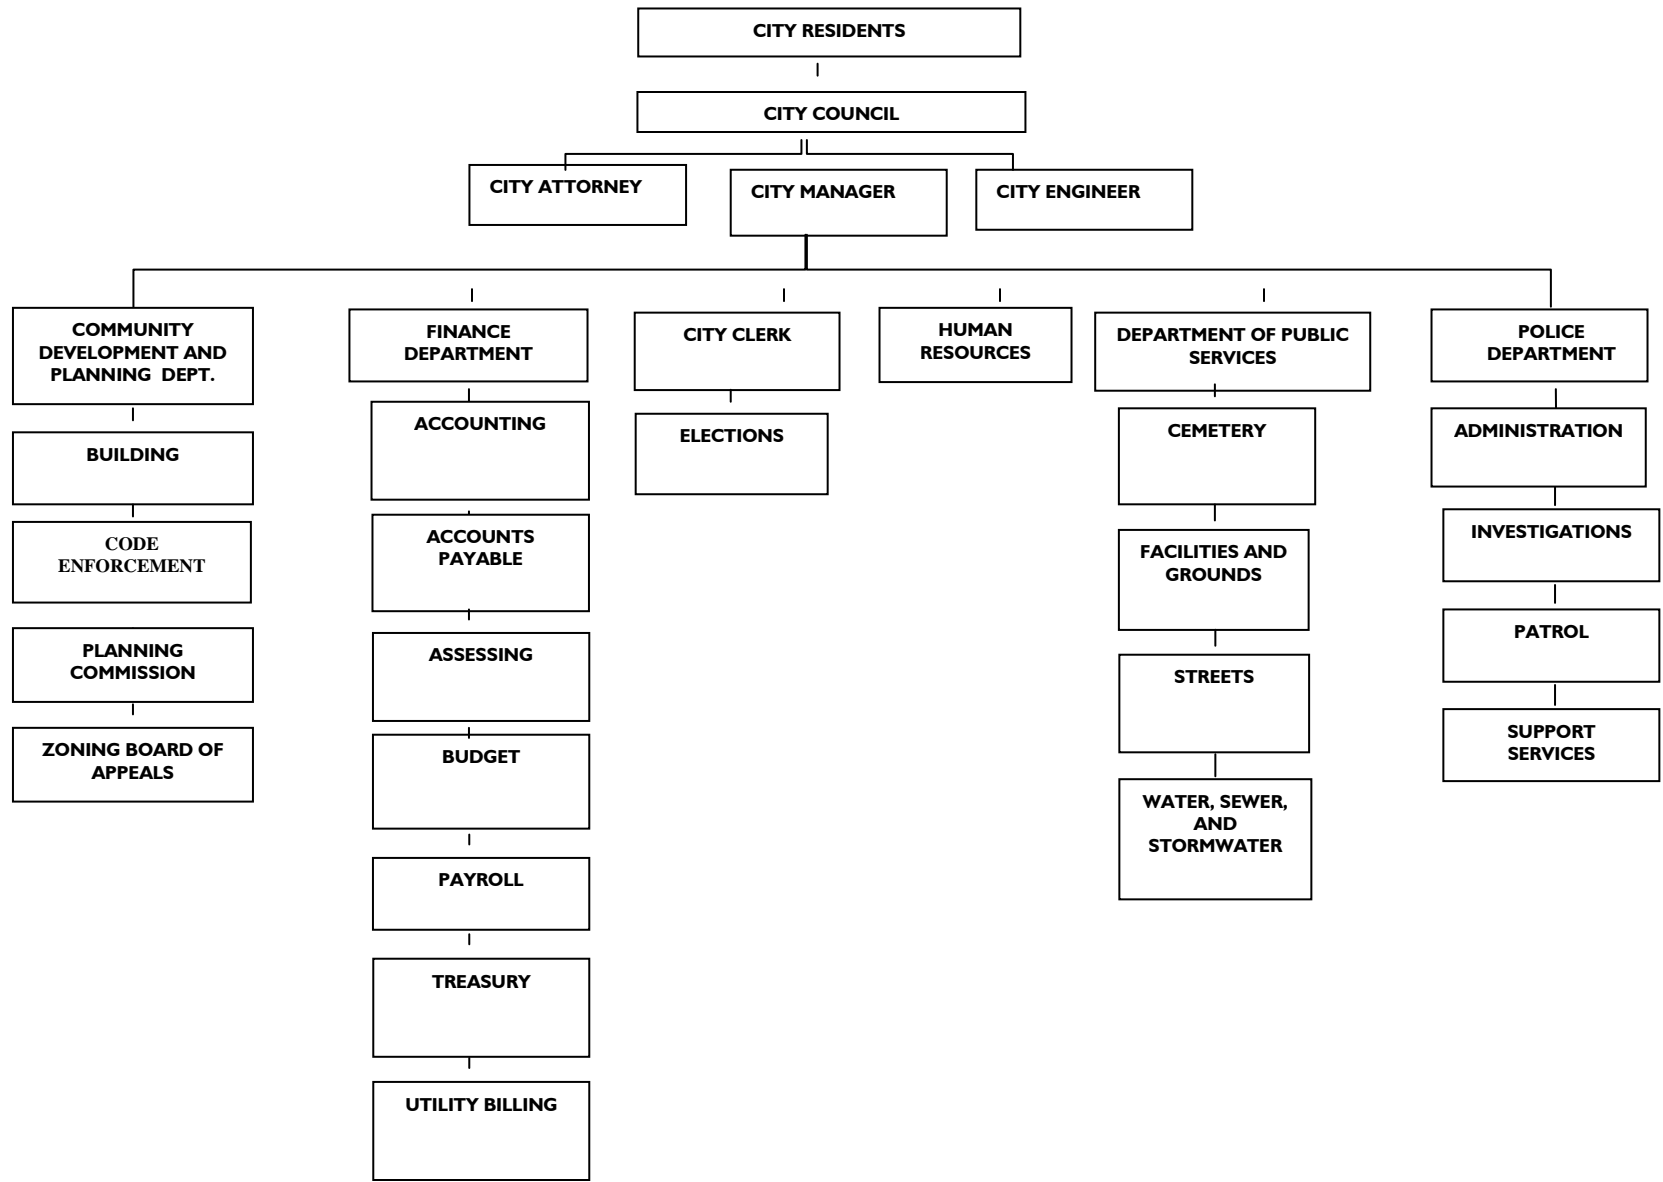 CITY RESIDENTS
CITY COUNCIL
CITY ATTORNEY
CITY MANAGER
CITY ENGINEER
COMMUNITY
DEVELOPMENT AND
PLANNING DEPT.
BUILDING
CODE
ENFORCEMENT
PLANNING
COMMISSION
ZONING BOARD OF
APPEALS
FINANCE
DEPARTMENT
ACCOUNTING
ACCOUNTS
PAYABLE
ASSESSING
BUDGET
PAYROLL
TREASURY
UTILITY BILLING
CITY CLERK
ELECTIONS
HUMAN
RESOURCES
DEPARTMENT OF PUBLIC
SERVICES
CEMETERY
FACILITIES AND
GROUNDS
STREETS
WATER, SEWER,
AND
STORMWATER
POLICE
DEPARTMENT
ADMINISTRATION
INVESTIGATIONS
PATROL
SUPPORT
SERVICES